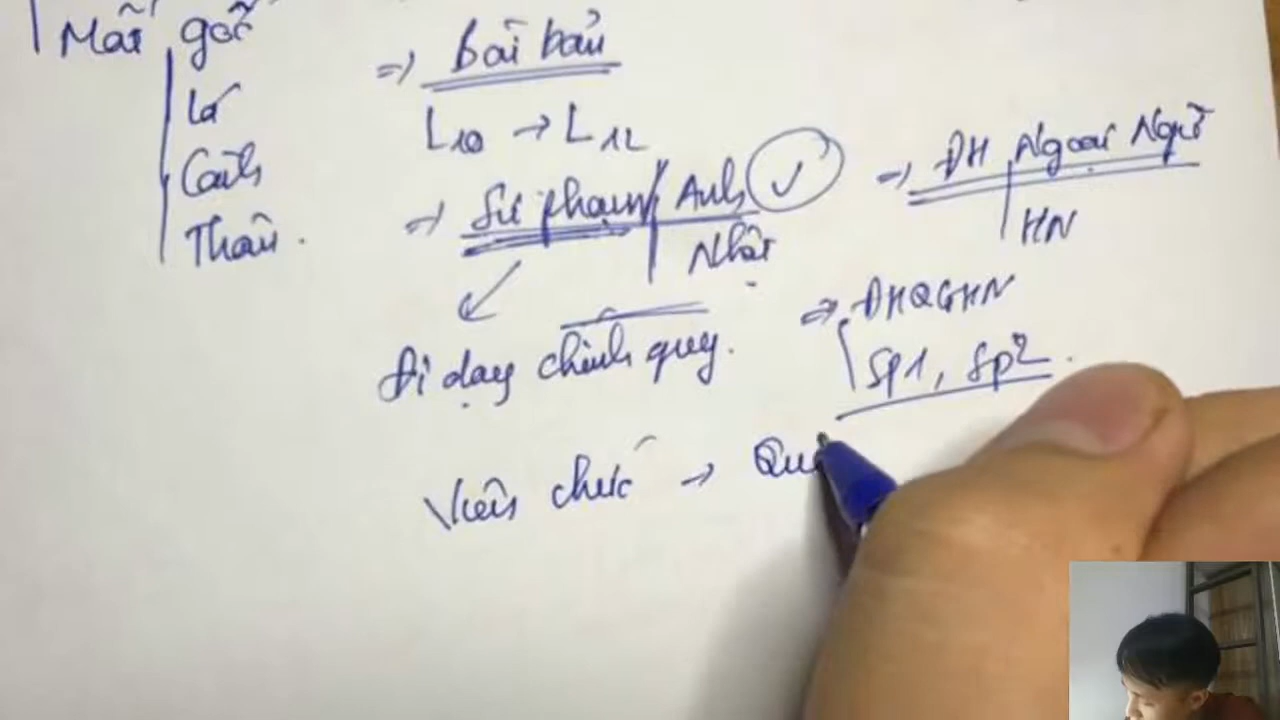 Mất gốc
lá
Cành
Thân.
=> bài bản
L10 → L12
=> Sư phạm Anh ✓
Nhật
=> ĐH Ngoại Ngữ
HN
=> ĐHQGHN
Sp1, Sp2.
Đi dạy chính quy.
Viên chức →